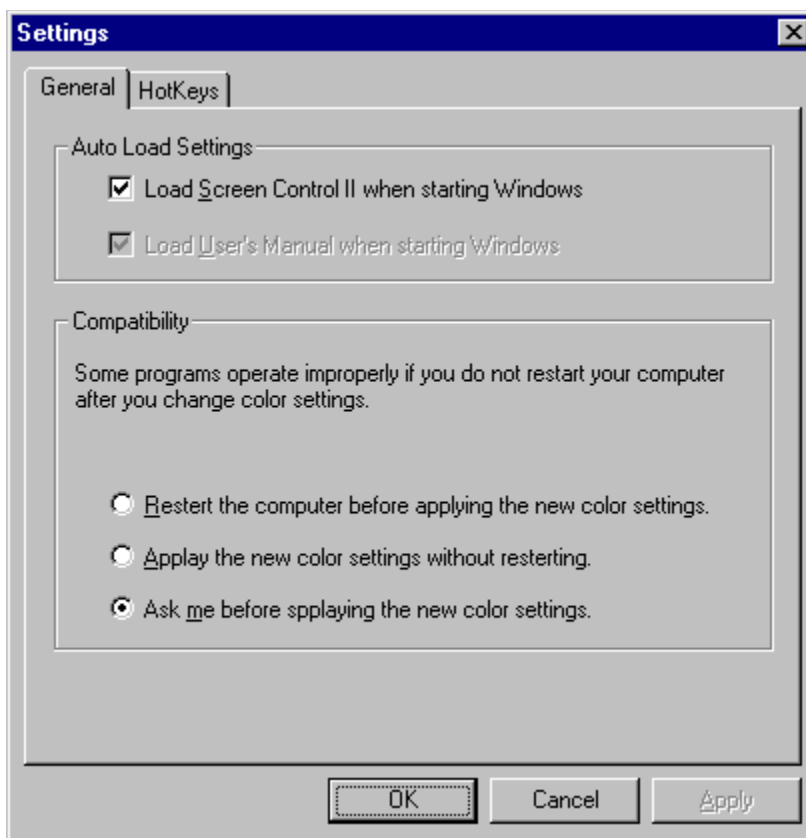 Settings
General
HotKeys
Auto Load Settings
Load Screen Control II when starting Windows
Load User's Manual when starting Windows
Compatibility
Some programs operate improperly if you do not restart your computer
after you change color settings.
Restert the computer before applying the new color settings.
Applay the new color settings without resterting.
Ask me before spplaying the new color settings.
OK
Cancel
Apply